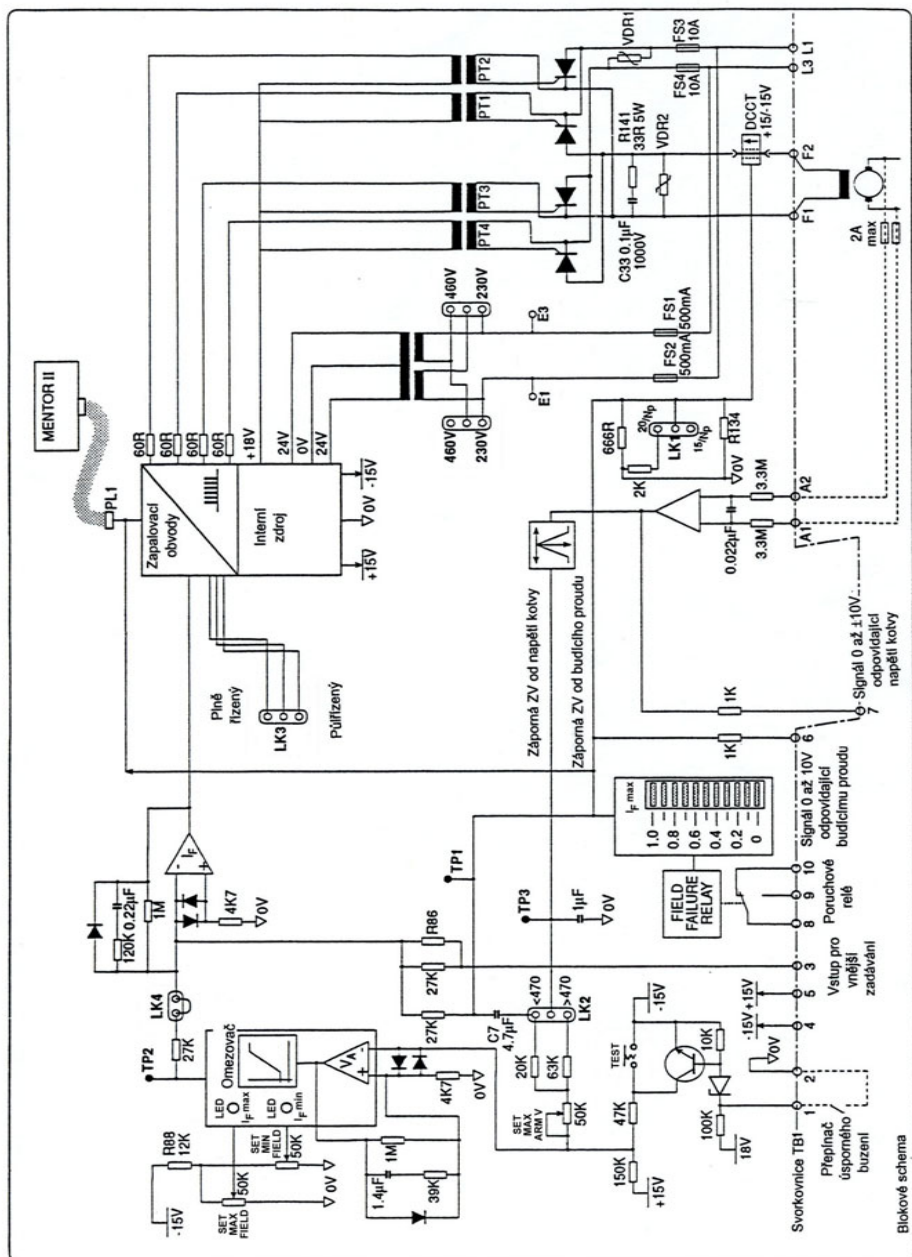 MENTOR II
PL1
Zapalovací
obvody
Interní
zdroj
60R
60R
60R
60R
+18V
24V
0V
24V
+15V
0V
-15V
PT2
PT1
PT3
PT4
VDR1
FS3
10A
FS4
10A
L1
L3
R141
33R 5W
VDR2
C33 0.1µF
1000V
DCCT
+15/-15V
F2
F1
2A
max
460V
230V
460V
230V
E3
E1
FS1
500mA
FS2
500mA
666R
2K
20/Np
LK1
15/Np
R134
0V
0.022µF
3.3M
3.3M
A2
A1
Plně
řízený
LK3
Půlřízený
Záporná ZV od napětí kotvy
Záporná ZV od budícího proudu
Signál 0 až ±10V
odpovídající
napětí kotvy
1K
7
1K
6
Signál 0 až 10V
odpovídající
budícímu proudu
IF max
1.0
0.8
0.6
0.4
0.2
0
FIELD
FAILURE
RELAY
10
9
8
Poruchové
relé
IF
-
+
0.22µF
120K
1M
4K7
0V
LK4
TP2
27K
TP1
TP3
1µF
0V
R86
27K
27K
3
5
4
Vstup pro
vnější
zadávání
+15V
-15V
C7
4.7µF
<470
>470
LK2
20K
63K
50K
SET
MAX
ARM V
Omezovač
LED
IF max
LED
IF min
VA
-
+
4K7
0V
R88
12K
-15V
SET
MIN
FIELD
50K
50K
SET
MAX
FIELD
0V
1M
1.4µF
39K
TEST
-15V
47K
150K
+15V
10K
100K
18V
0V
2
1
Přepínač
úsporného
buzení
Svorkovnice TB1
Blokové schema